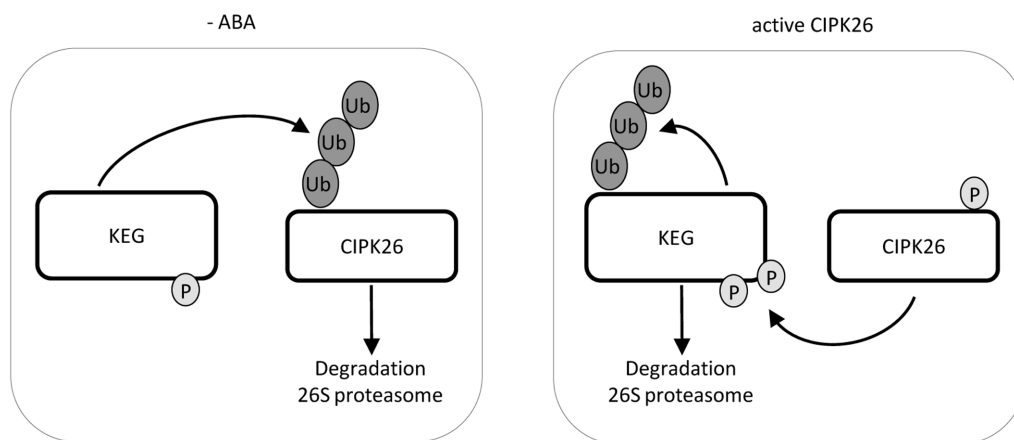 - ABA
Ub
Ub
Ub
KEG
P
CIPK26
Degradation
26S proteasome
active CIPK26
Ub
Ub
Ub
KEG
P
P
P
CIPK26
Degradation
26S proteasome